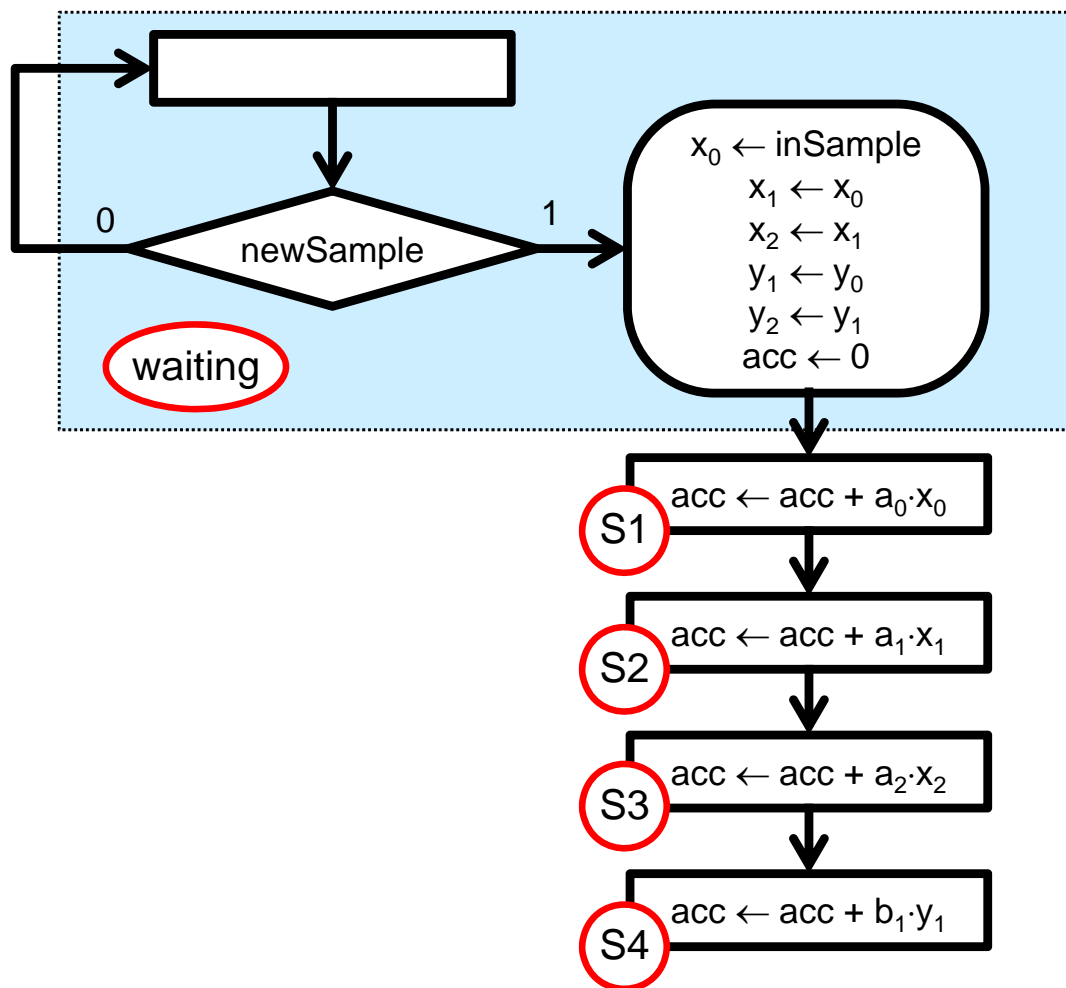 x₀ ← inSample
x₁ ← x₀
x₂ ← x₁
y₁ ← y₀
y₂ ← y₁
acc ← 0
0
1
newSample
waiting
acc ← acc + a₀·x₀
S1
acc ← acc + a₁·x₁
S2
acc ← acc + a₂·x₂
S3
acc ← acc + b₁·y₁
S4